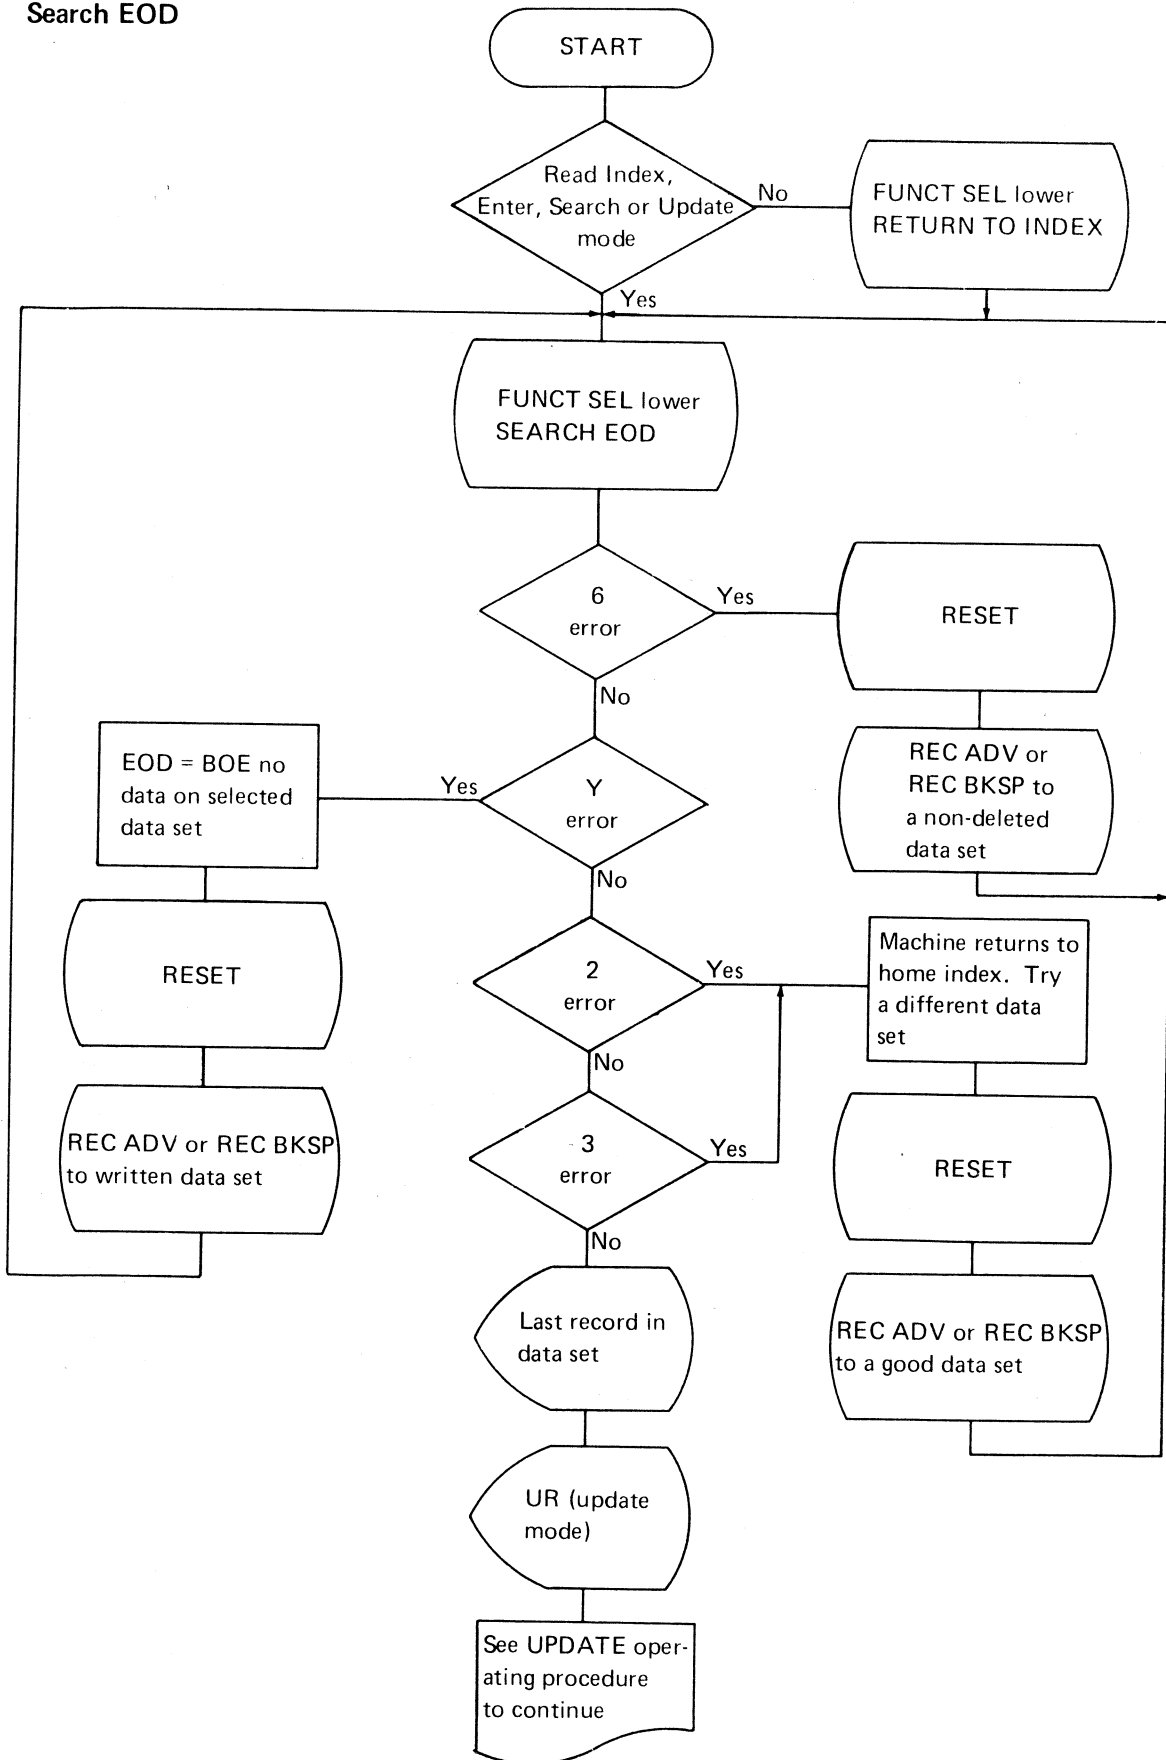 Search EOD
START
Read Index,
Enter, Search or Update
mode
No
FUNCT SEL lower
RETURN TO INDEX
Yes
FUNCT SEL lower
SEARCH EOD
6
error
Yes
RESET
No
REC ADV or
REC BKSP to
a non-deleted
data set
Y
error
Yes
EOD = BOE no
data on selected
data set
No
RESET
2
error
Yes
Machine returns to
home index. Try
a different data
set
No
REC ADV or REC BKSP
to written data set
3
error
Yes
RESET
No
REC ADV or REC BKSP
to a good data set
Last record in
data set
UR (update
mode)
See UPDATE oper-
ating procedure
to continue